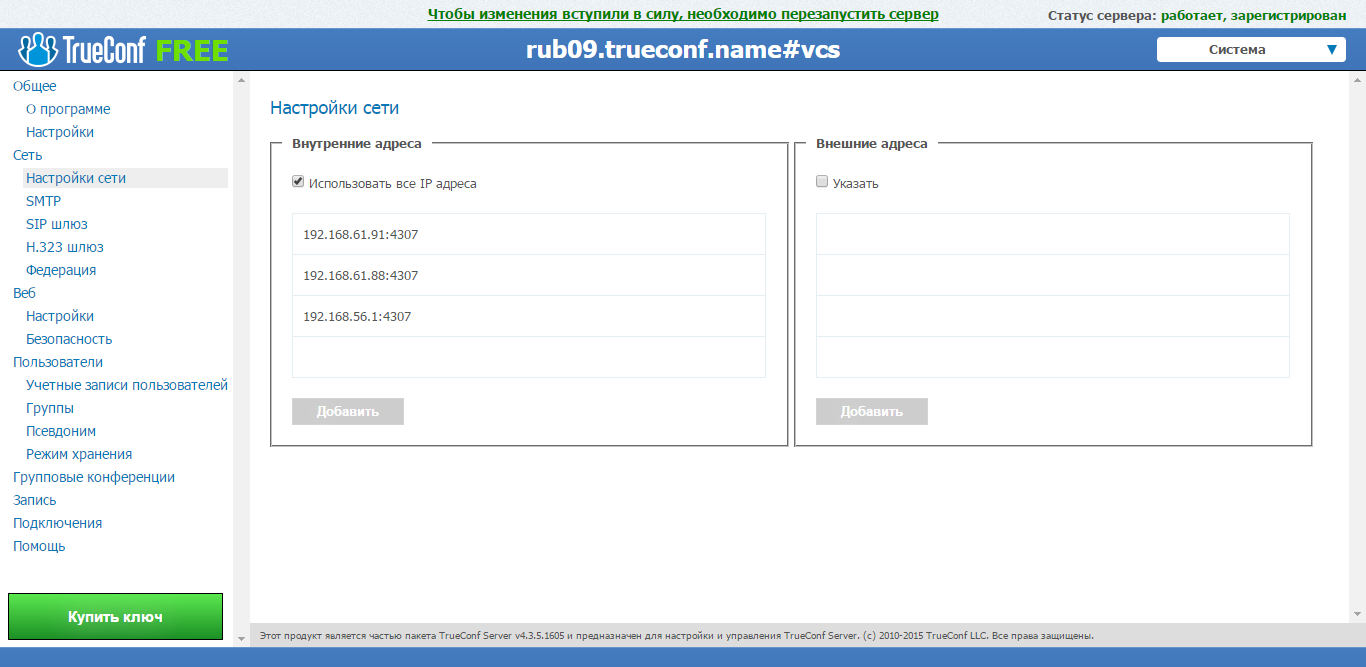 Чтобы изменения вступили в силу, необходимо перезапустить сервер
Статус сервера: работает, зарегистрирован
TrueConf FREE
rub09.trueconf.name#vcs
Система
Общее
О программе
Настройки
Сеть
Настройки сети
SMTP
SIP шлюз
H.323 шлюз
Федерация
Веб
Настройки
Безопасность
Пользователи
Учетные записи пользователей
Группы
Псевдоним
Режим хранения
Групповые конференции
Запись
Подключения
Помощь
Купить ключ
Настройки сети
Внутренние адреса
Использовать все IP адреса
192.168.61.91:4307
192.168.61.88:4307
192.168.56.1:4307
Добавить
Внешние адреса
Указать
Добавить
Этот продукт является частью пакета TrueConf Server v4.3.5.1605 и предназначен для настройки и управления TrueConf Server. (c) 2010-2015 TrueConf LLC. Все права защищены.